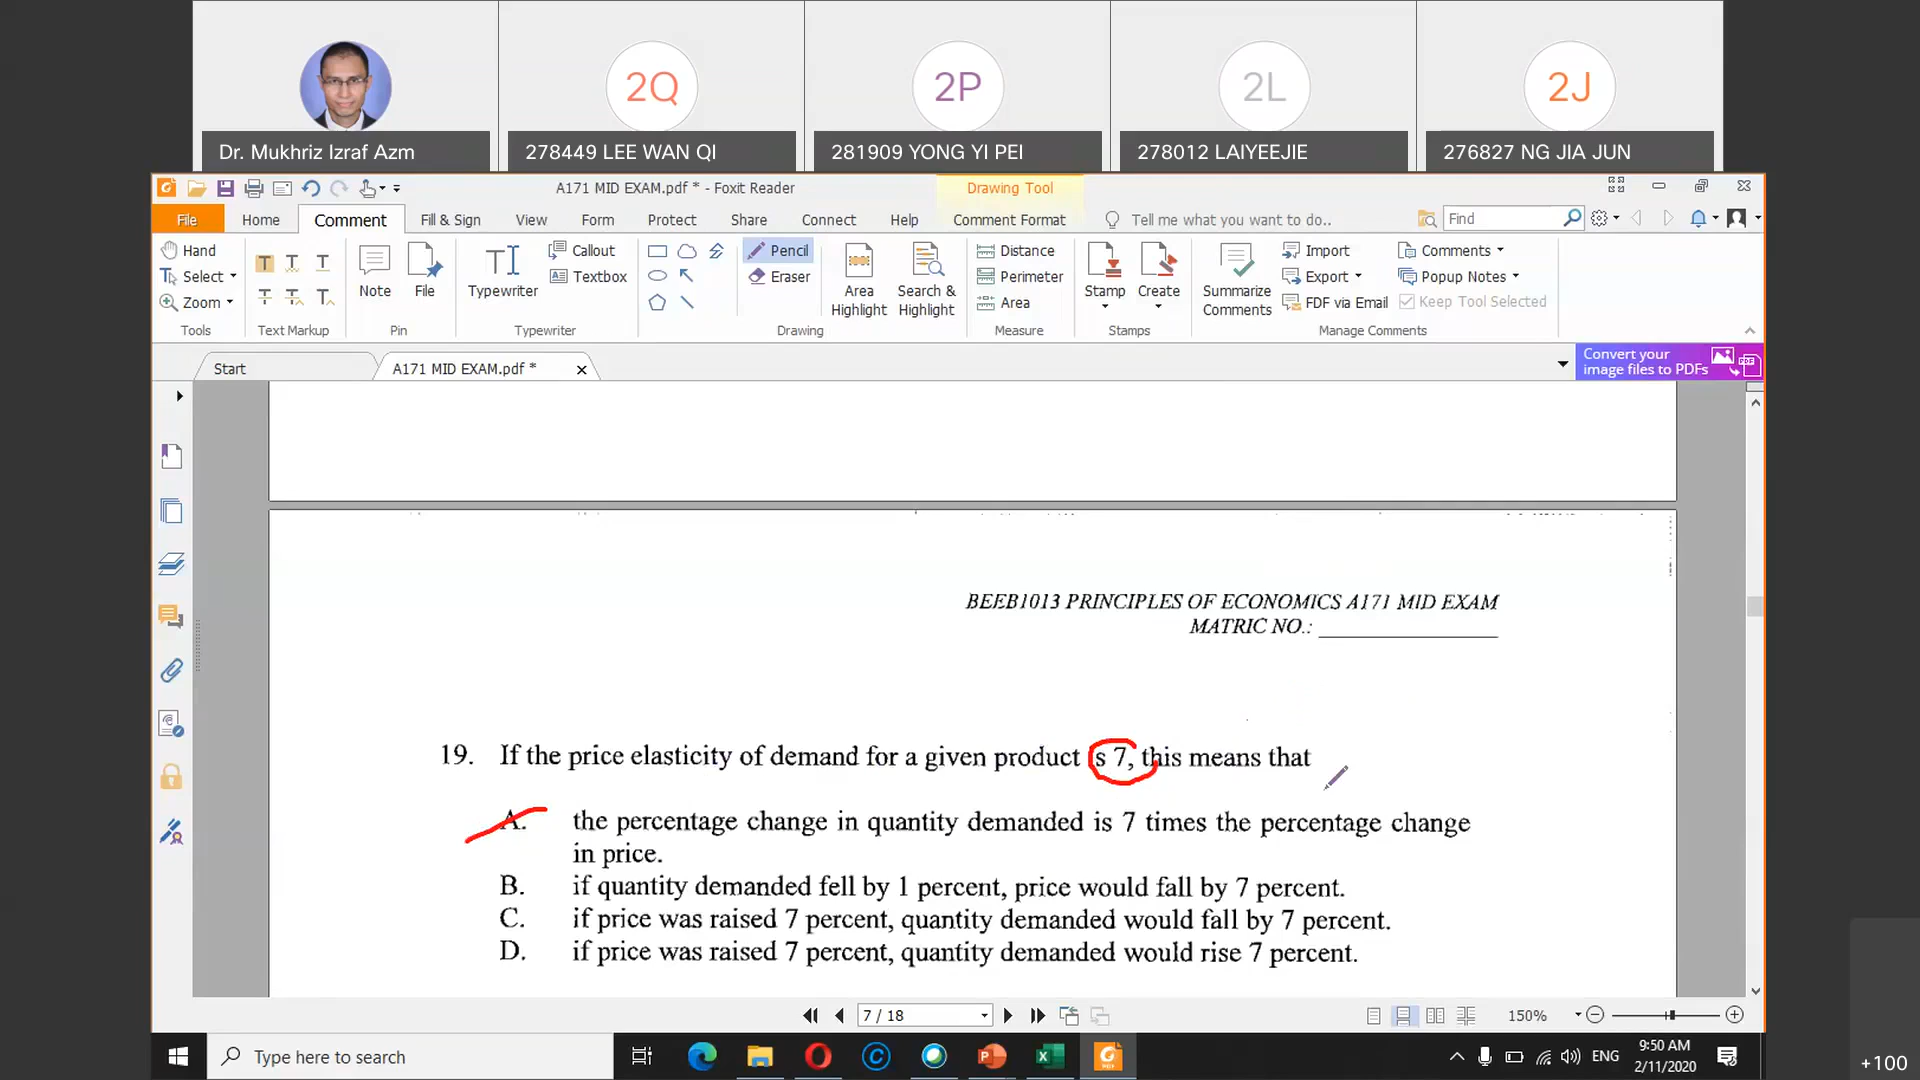 2Q
2P
2L
2J
Dr. Mukhriz Izraf Azm
278449 LEE WAN QI
281909 YONG YI PEI
278012 LAIYEEJIE
276827 NG JIA JUN
A171 MID EXAM.pdf * - Foxit Reader
Drawing Tool
File
Home
Comment
Fill & Sign
View
Form
Protect
Share
Connect
Help
Comment Format
Tell me what you want to do..
Find
Hand
Select
Zoom
Tools
Text Markup
Note
File
Pin
Typewriter
Callout
Textbox
Typewriter
Pencil
Eraser
Area Highlight
Search & Highlight
Drawing
Distance
Perimeter
Area
Measure
Stamp
Create
Stamps
Summarize Comments
Import
Export
FDF via Email
Comments
Popup Notes
Keep Tool Selected
Manage Comments
Start
A171 MID EXAM.pdf *
Convert your
image files to PDFs
BEEB1013 PRINCIPLES OF ECONOMICS A171 MID EXAM
MATRIC NO.:
19. If the price elasticity of demand for a given product is 7, this means that
A. the percentage change in quantity demanded is 7 times the percentage change
in price.
B. if quantity demanded fell by 1 percent, price would fall by 7 percent.
C. if price was raised 7 percent, quantity demanded would fall by 7 percent.
D. if price was raised 7 percent, quantity demanded would rise 7 percent.
7 / 18
150%
Type here to search
ENG
9:50 AM
2/11/2020
+100